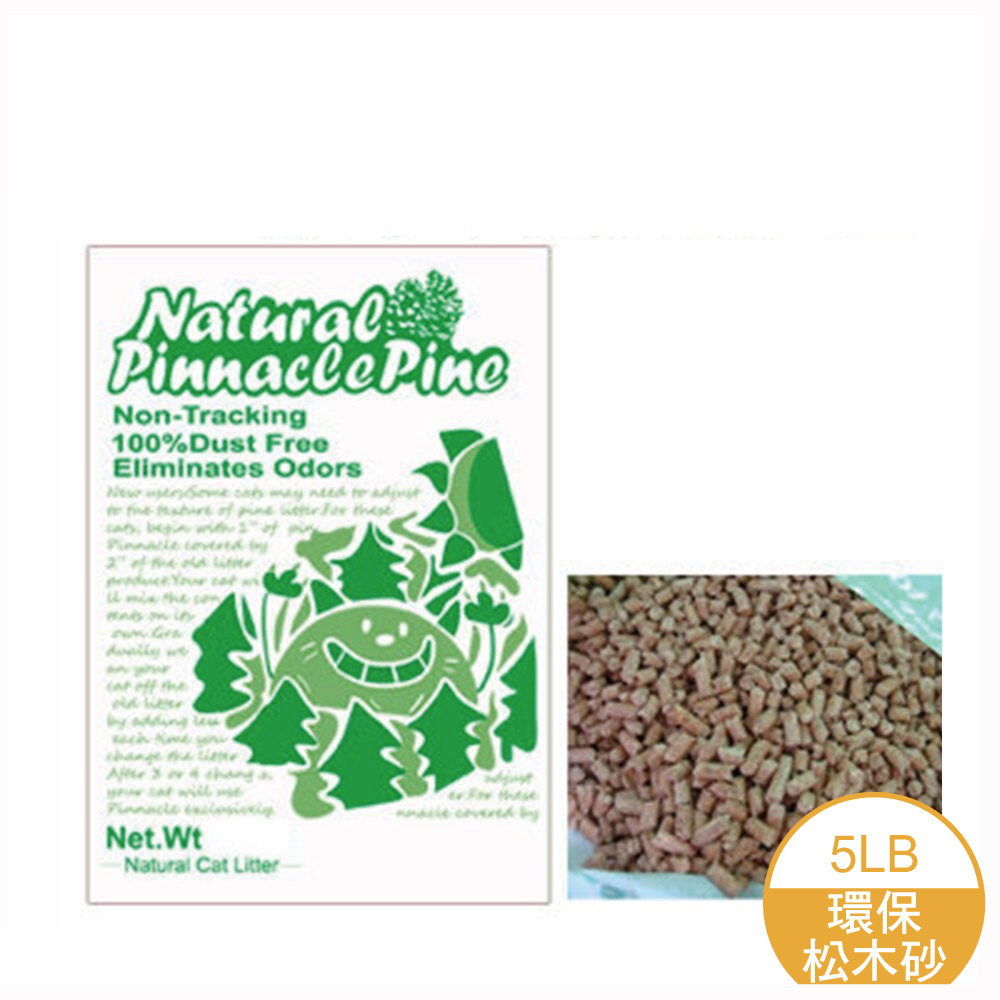 Natural
Pinnacle Pine
Non-Tracking
100%Dust Free
Eliminates Odors
New users:Some cats may need to adjust
to the texture of pine litter.For these
cats, begin with 1" of pin
Pinnacle covered by
2" of the old litter
product.Your cat wi
ll mix the con
tents on its
own.Gra
dually we
an your
cat off the
old litter
by adding less
each time you
change the litter
After 3 or 4 chang s,
your cat will use
Pinnacle exclusively.
adjust
er.For these
nnacle covered by
Net.Wt
Natural Cat Litter
5LB
環保
松木砂